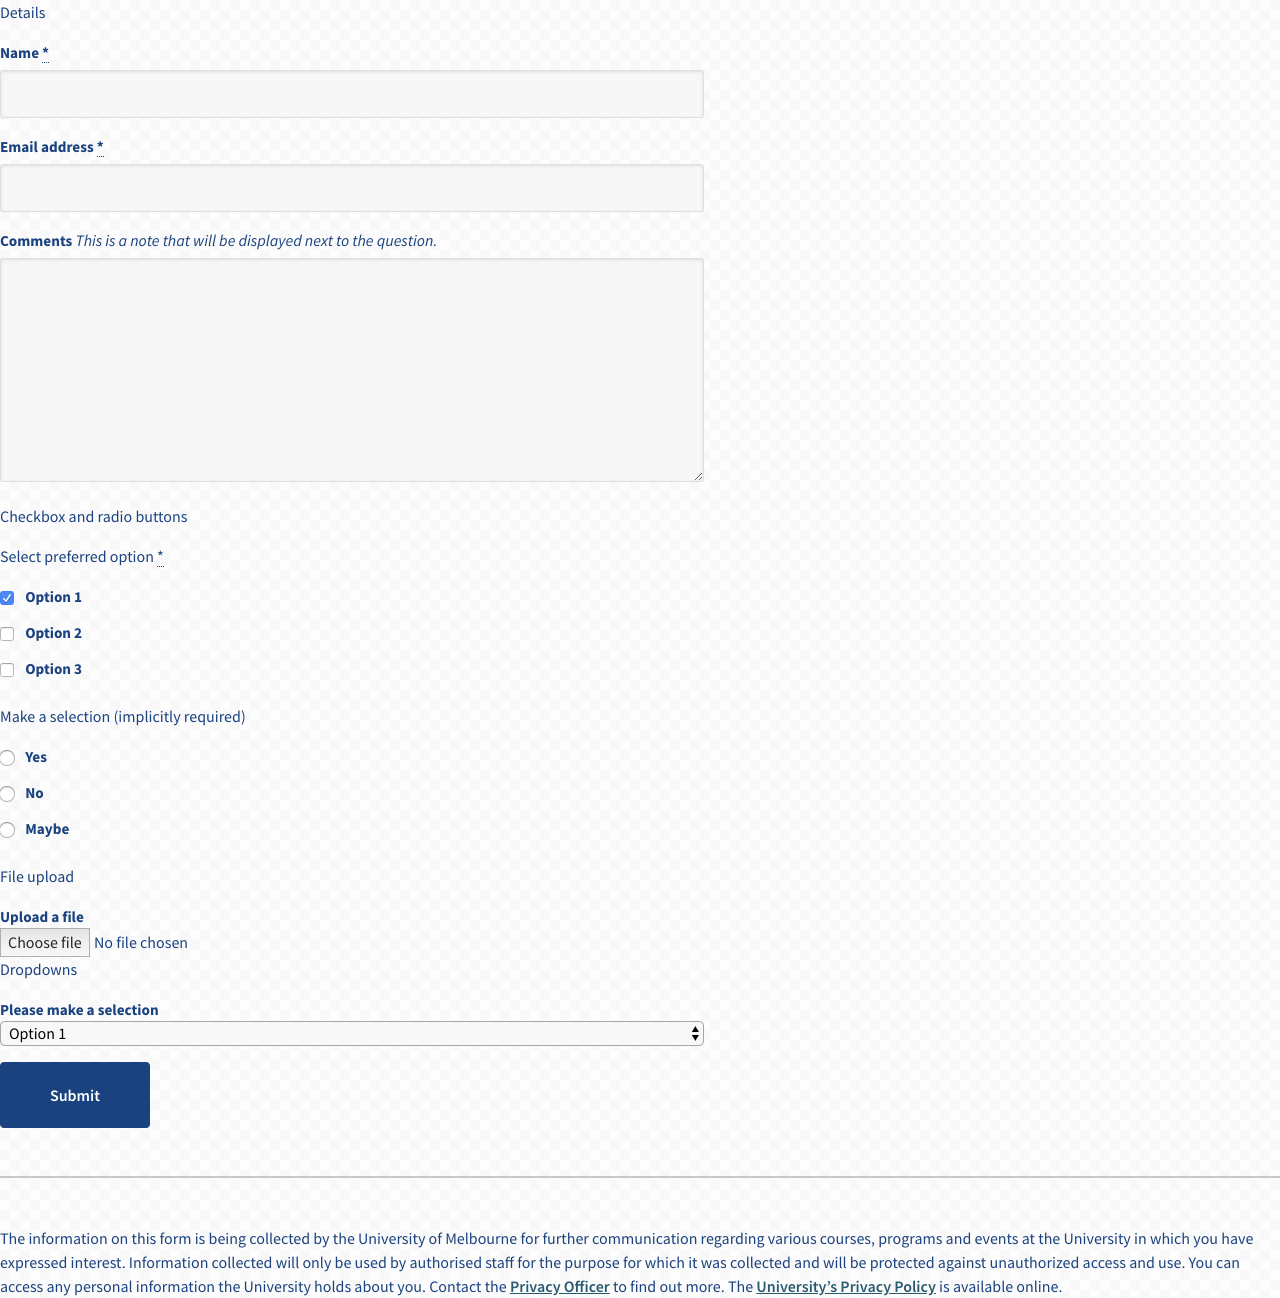 Details
Name *
Email address *
Comments This is a note that will be displayed next to the question.
Checkbox and radio buttons
Select preferred option *
Option 1
Option 2
Option 3
Make a selection (implicitly required)
Yes
No
Maybe
File upload
Upload a file
Choose file No file chosen
Dropdowns
Please make a selection
Option 1
Submit
The information on this form is being collected by the University of Melbourne for further communication regarding various courses, programs and events at the University in which you have
expressed interest. Information collected will only be used by authorised staff for the purpose for which it was collected and will be protected against unauthorized access and use. You can
access any personal information the University holds about you. Contact the Privacy Officer to find out more. The University’s Privacy Policy is available online.